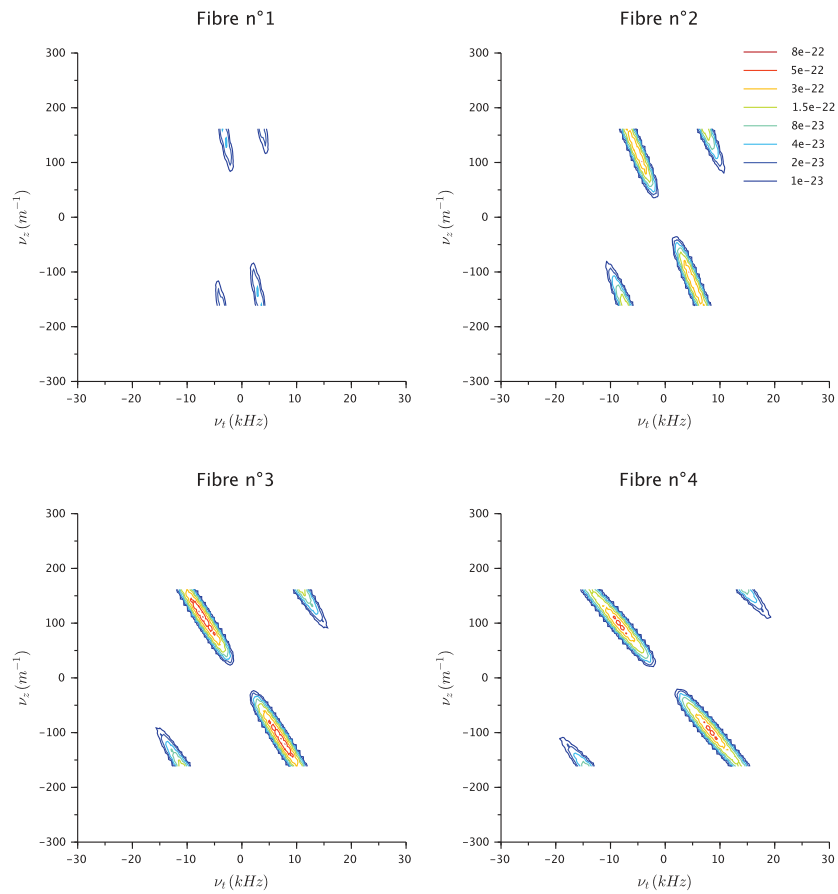 Fibre n°1
300
200
100
0
−100
−200
−300
−30
−20
−10
0
10
20
30
ν_z (m⁻¹)
ν_t (kHz)
Fibre n°2
300
200
100
0
−100
−200
−300
−30
−20
−10
0
10
20
30
ν_z (m⁻¹)
ν_t (kHz)
8e−22
5e−22
3e−22
1.5e−22
8e−23
4e−23
2e−23
1e−23
Fibre n°3
300
200
100
0
−100
−200
−300
−30
−20
−10
0
10
20
30
ν_z (m⁻¹)
ν_t (kHz)
Fibre n°4
300
200
100
0
−100
−200
−300
−30
−20
−10
0
10
20
30
ν_z (m⁻¹)
ν_t (kHz)